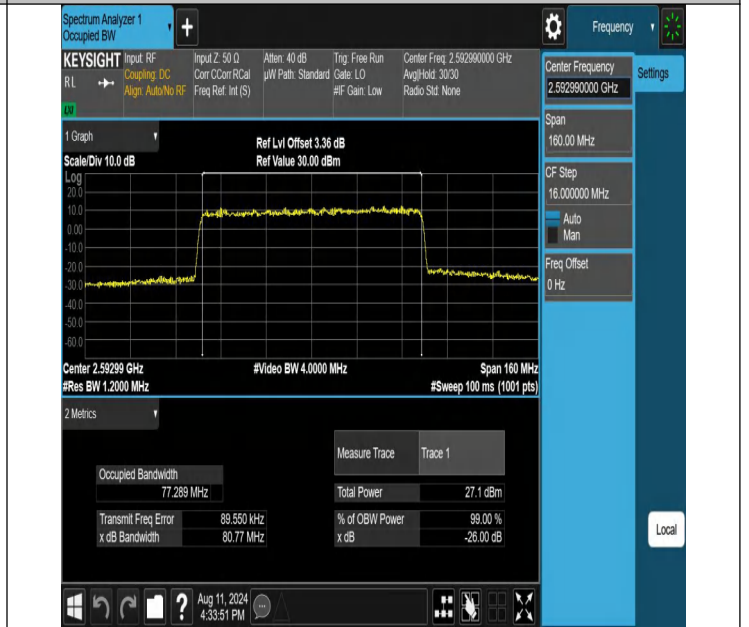 Spectrum Analyzer 1
Occupied BW
+
Frequency
KEYSIGHT
RL
LXI
Input: RF
Coupling: DC
Align: Auto/No RF
Input Z: 50 Ω
Corr CCorr RCal
Freq Ref: Int (S)
Atten: 40 dB
µW Path: Standard
Trig: Free Run
Gate: LO
#IF Gain: Low
Center Freq: 2.592990000 GHz
Avg|Hold: 30/30
Radio Std: None
Center Frequency
2.592990000 GHz
Settings
Span
160.00 MHz
CF Step
16.000000 MHz
Auto
Man
Freq Offset
0 Hz
Local
1 Graph
Scale/Div 10.0 dB
Ref Lvl Offset 3.36 dB
Ref Value 30.00 dBm
Log
20.0
10.0
0.00
-10.0
-20.0
-30.0
-40.0
-50.0
-60.0
Center 2.59299 GHz
#Video BW 4.0000 MHz
Span 160 MHz
#Res BW 1.2000 MHz
#Sweep 100 ms (1001 pts)
2 Metrics
Measure Trace
Trace 1
Occupied Bandwidth
77.289 MHz
Total Power
27.1 dBm
Transmit Freq Error
89.550 kHz
% of OBW Power
99.00 %
x dB Bandwidth
80.77 MHz
x dB
-26.00 dB
?
Aug 11, 2024
4:33:51 PM